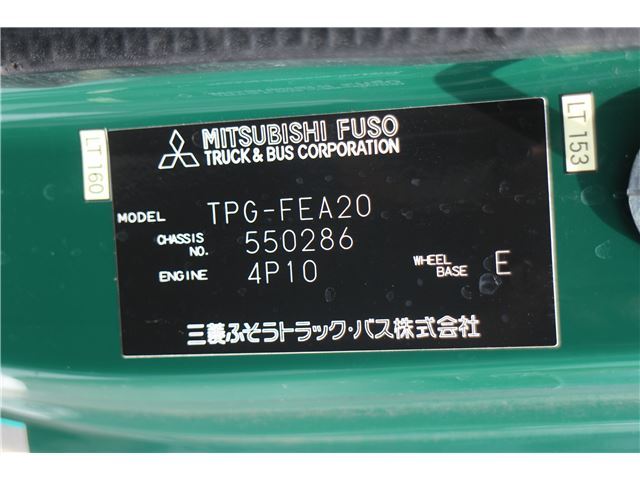 MITSUBISHI FUSO
TRUCK & BUS CORPORATION
MODEL TPG-FEA20
CHASSIS NO. 550286
ENGINE 4P10
WHEEL BASE E
三菱ふそうトラック・バス株式会社
LT 160
LT 153